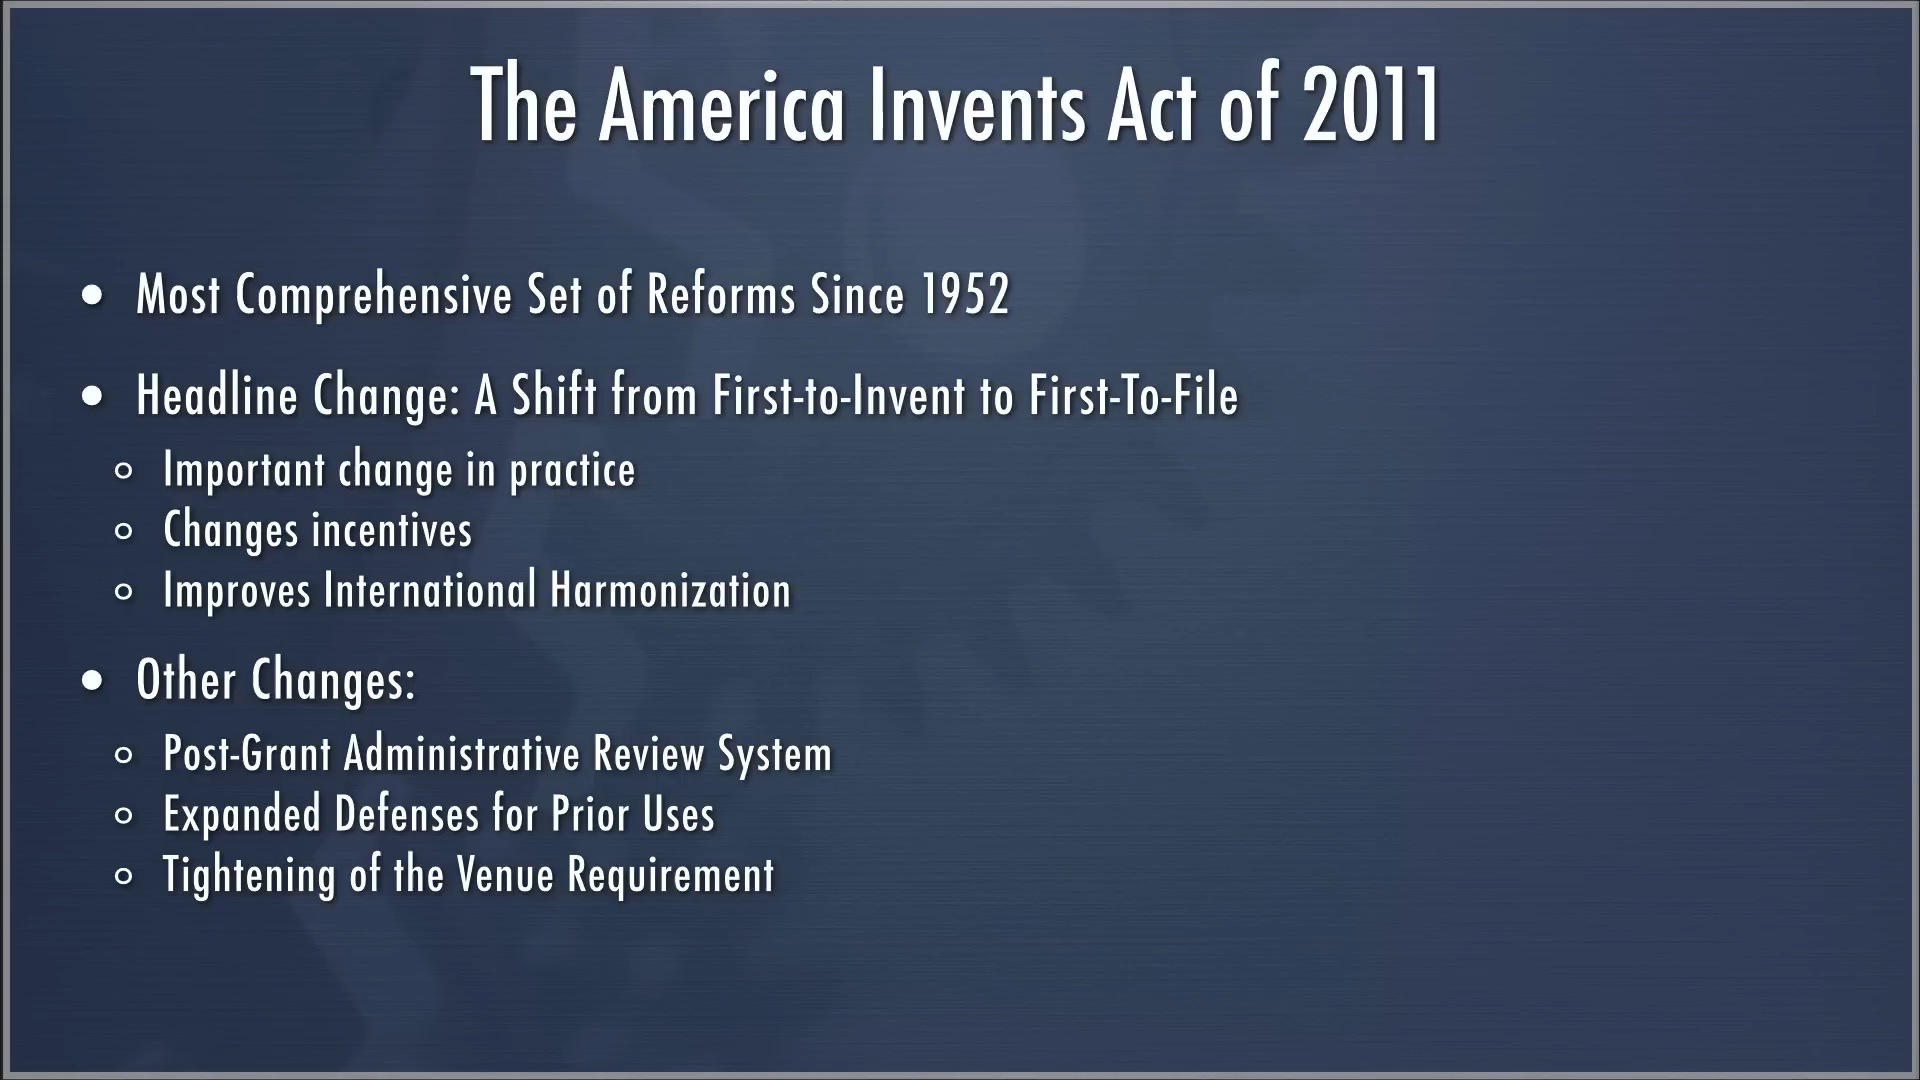 The America Invents Act of 2011
• Most Comprehensive Set of Reforms Since 1952
• Headline Change: A Shift from First-to-Invent to First-To-File
○ Important change in practice
○ Changes incentives
○ Improves International Harmonization
• Other Changes:
○ Post-Grant Administrative Review System
○ Expanded Defenses for Prior Uses
○ Tightening of the Venue Requirement